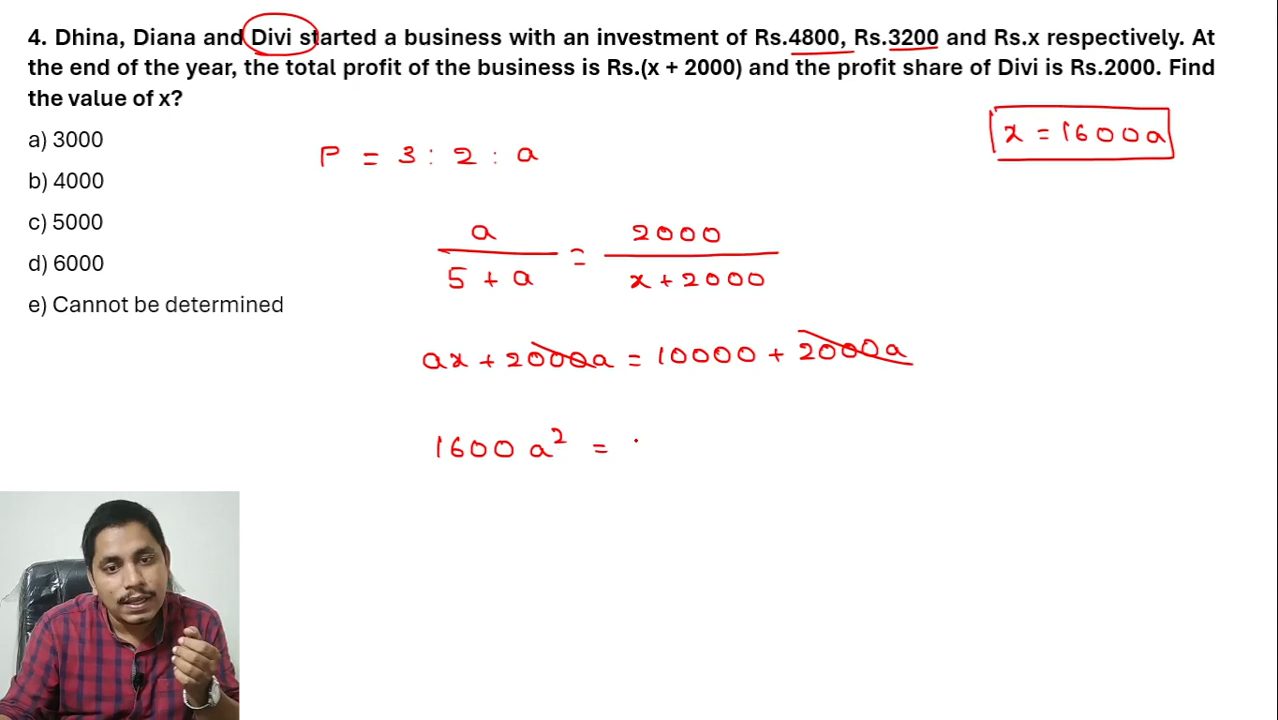 4. Dhina, Diana and Divi started a business with an investment of Rs.4800, Rs.3200 and Rs.x respectively. At
the end of the year, the total profit of the business is Rs.(x + 2000) and the profit share of Divi is Rs.2000. Find
the value of x?
x = 1600a
a) 3000
P = 3 : 2 : a
b) 4000
c) 5000
a / 5 + a = 2000 / x + 2000
d) 6000
e) Cannot be determined
ax + 2000a = 10000 + 2000a
1600 a² =